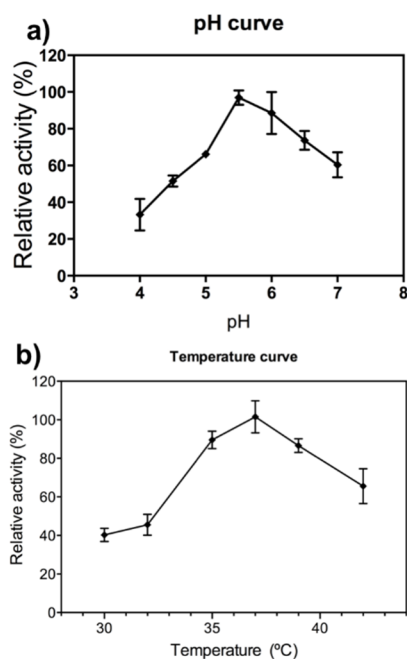 a)
pH curve
Relative activity (%)
120
100
80
60
40
20
0
3 4 5 6 7 8
pH
b)
Temperature curve
Relative activity (%)
120
100
80
60
40
20
0
30 35 40
Temperature (ºC)